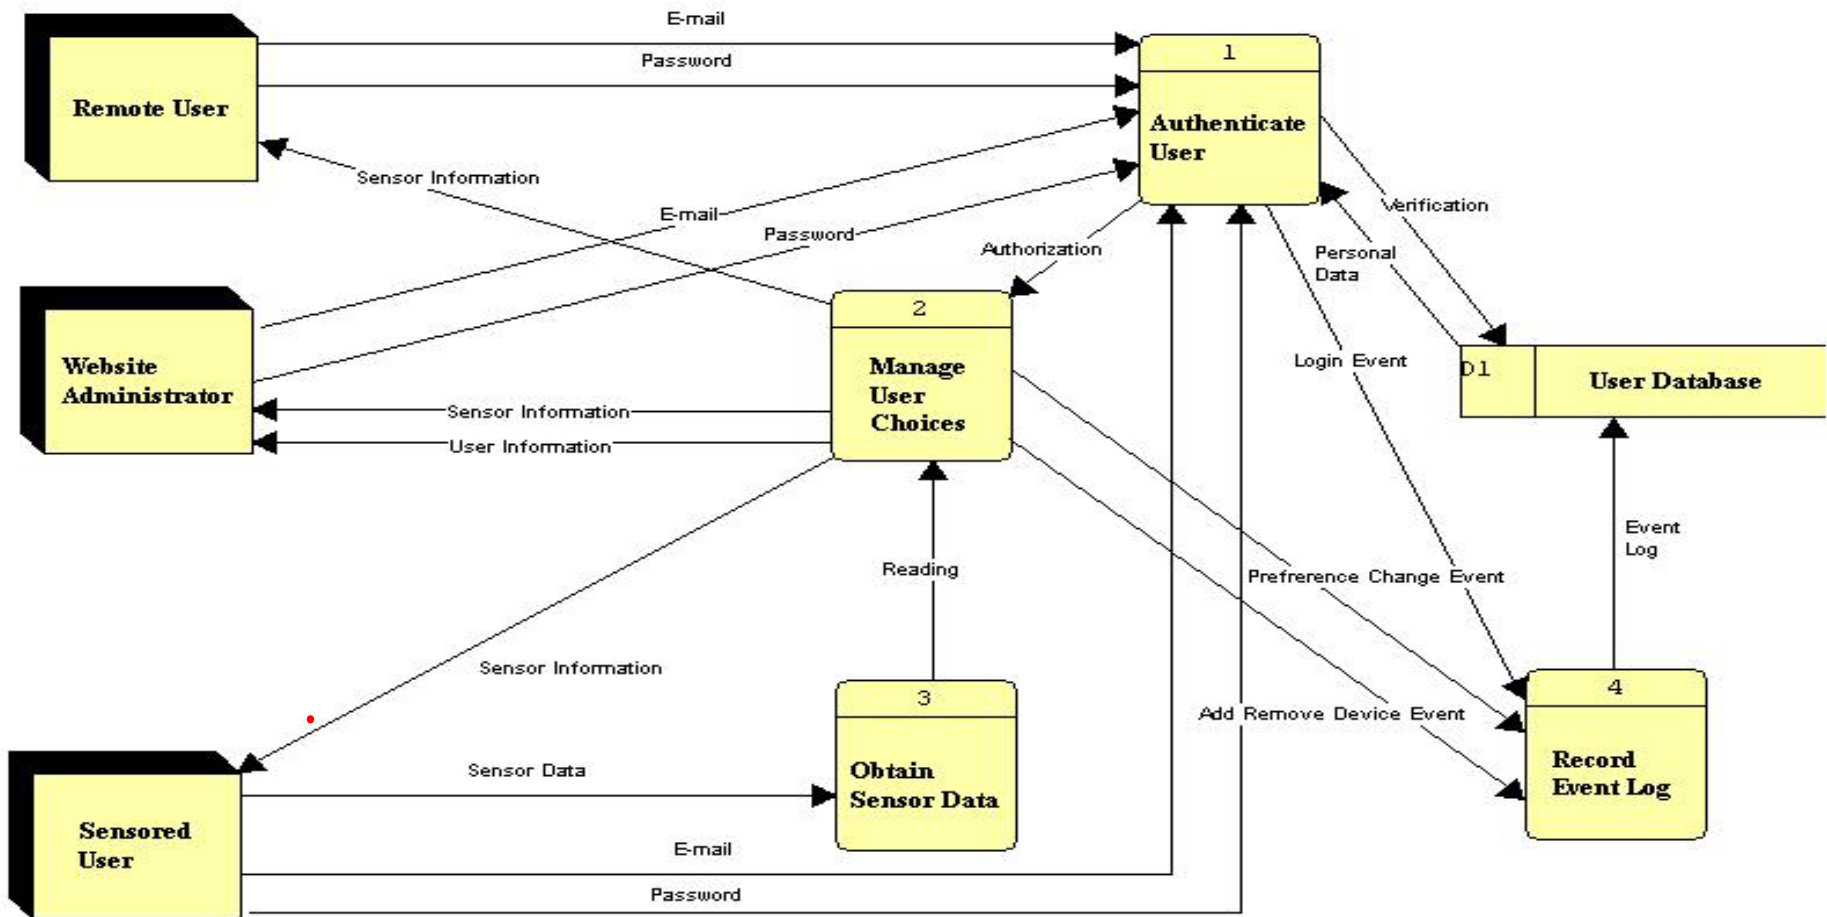 E-mail
Password
1
Remote User
Authenticate
User
Sensor Information
E-mail
Password
Verification
Authorization
Personal
Data
2
Login Event
Website
Administrator
Manage
User
Choices
D1
User Database
Sensor Information
User Information
Event
Log
Reading
Prefrerence Change Event
Sensor Information
3
4
Add Remove Device Event
Obtain
Sensor Data
Record
Event Log
Sensor Data
Sensored
User
E-mail
Password